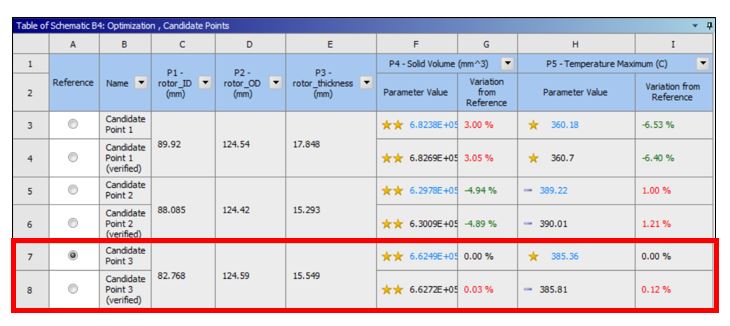 Table of Schematic B4: Optimization , Candidate Points
A B C D E F G H I
1 P4 - Solid Volume (mm^3) P5 - Temperature Maximum (C)
2 Reference Name P1 - rotor_ID (mm) P2 - rotor_OD (mm) P3 - rotor_thickness (mm) Parameter Value Variation from Reference Parameter Value Variation from Reference
3 Candidate Point 1 89.92 124.54 17.848 6.8238E+05 3.00 % 360.18 -6.53 %
4 Candidate Point 1 (verified) 6.8269E+05 3.05 % 360.7 -6.40 %
5 Candidate Point 2 88.085 124.42 15.293 6.2978E+05 -4.94 % 389.22 1.00 %
6 Candidate Point 2 (verified) 6.3009E+05 -4.89 % 390.01 1.21 %
7 Candidate Point 3 82.768 124.59 15.549 6.6249E+05 0.00 % 385.36 0.00 %
8 Candidate Point 3 (verified) 6.6272E+05 0.03 % 385.81 0.12 %